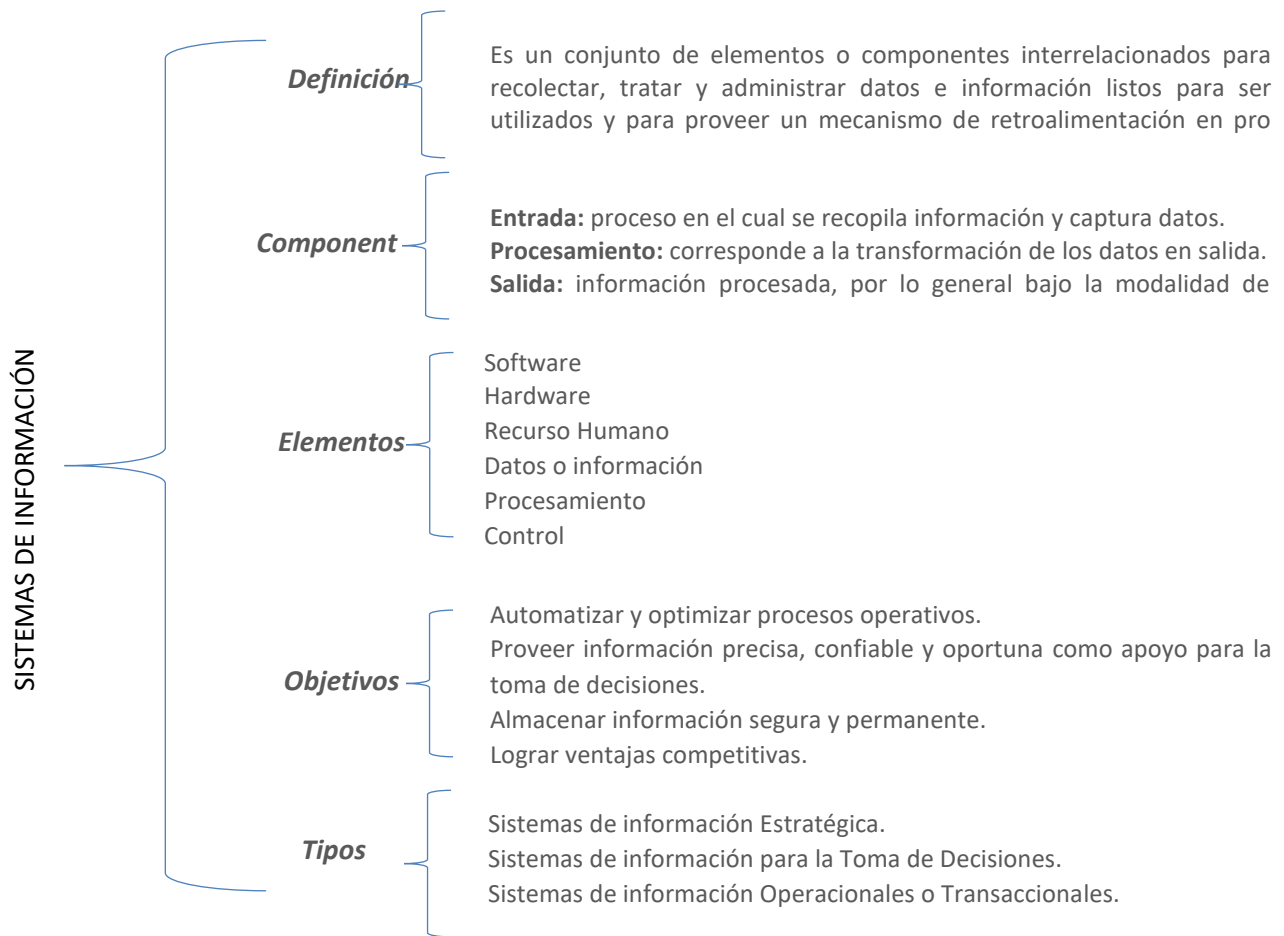 SISTEMAS DE INFORMACIÓN
Definición
Es un conjunto de elementos o componentes interrelacionados para
recolectar, tratar y administrar datos e información listos para ser
utilizados y para proveer un mecanismo de retroalimentación en pro
Component
Entrada: proceso en el cual se recopila información y captura datos.
Procesamiento: corresponde a la transformación de los datos en salida.
Salida: información procesada, por lo general bajo la modalidad de
Elementos
Software
Hardware
Recurso Humano
Datos o información
Procesamiento
Control
Objetivos
Automatizar y optimizar procesos operativos.
Proveer información precisa, confiable y oportuna como apoyo para la
toma de decisiones.
Almacenar información segura y permanente.
Lograr ventajas competitivas.
Tipos
Sistemas de información Estratégica.
Sistemas de información para la Toma de Decisiones.
Sistemas de información Operacionales o Transaccionales.